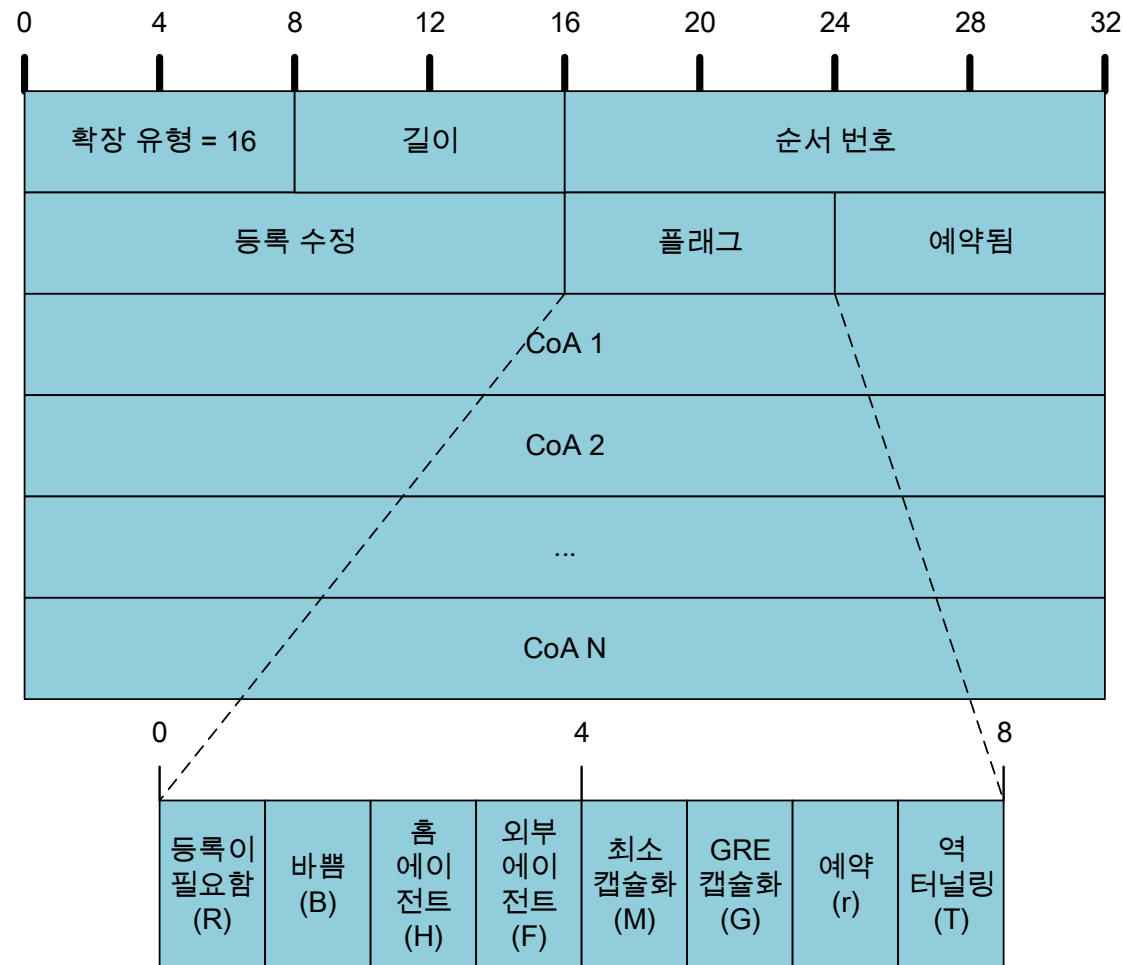 0 4 8 12 16 20 24 28 32
확장 유형 = 16 길이 순서 번호
등록 수정 플래그 예약됨
CoA 1
CoA 2
...
CoA N
0 4 8
등록이
필요함
(R)
바쁨
(B)
홈
에이
전트
(H)
외부
에이
전트
(F)
최소
캡슐화
(M)
GRE
캡슐화
(G)
예약
(r)
역
터널링
(T)